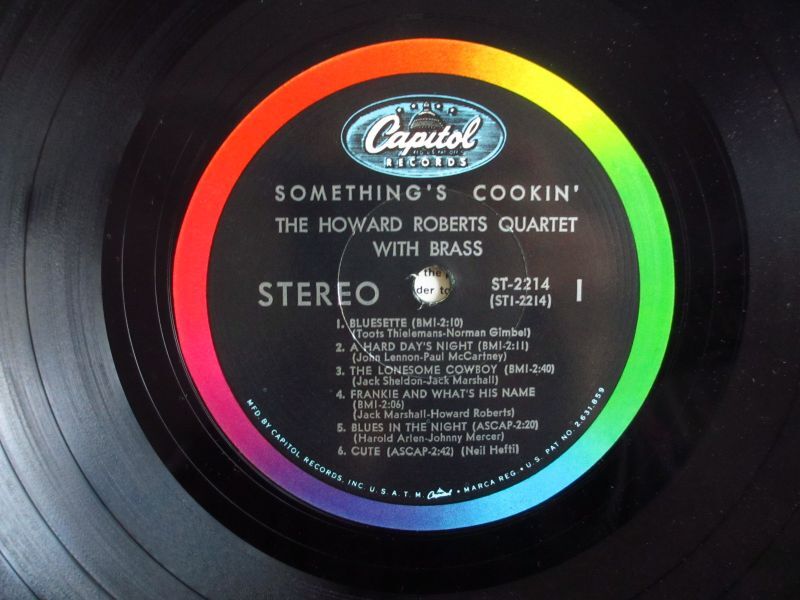 Capitol
RECORDS
SOMETHING'S COOKIN'
THE HOWARD ROBERTS QUARTET
WITH BRASS
STEREO
ST-2214
(ST1-2214)
1
the
der to
1. BLUESETTE (BMI-2:10)
(Toots Thielemans-Norman Gimbel)
2. A HARD DAY'S NIGHT (BMI-2:11)
(John Lennon-Paul McCartney)
3. THE LONESOME COWBOY (BMI-2:40)
(Jack Sheldon-Jack Marshall)
4. FRANKIE AND WHAT'S HIS NAME
(BMI-2:06)
(Jack Marshall-Howard Roberts)
5. BLUES IN THE NIGHT (ASCAP-2:20)
(Harold Arlen-Johnny Mercer)
6. CUTE (ASCAP-2:42) (Neil Hefti)
MFD. BY CAPITOL RECORDS, INC. U.S.A. T.M. Capitol • MARCA REG. • U.S. PAT. NO. 2,631,859